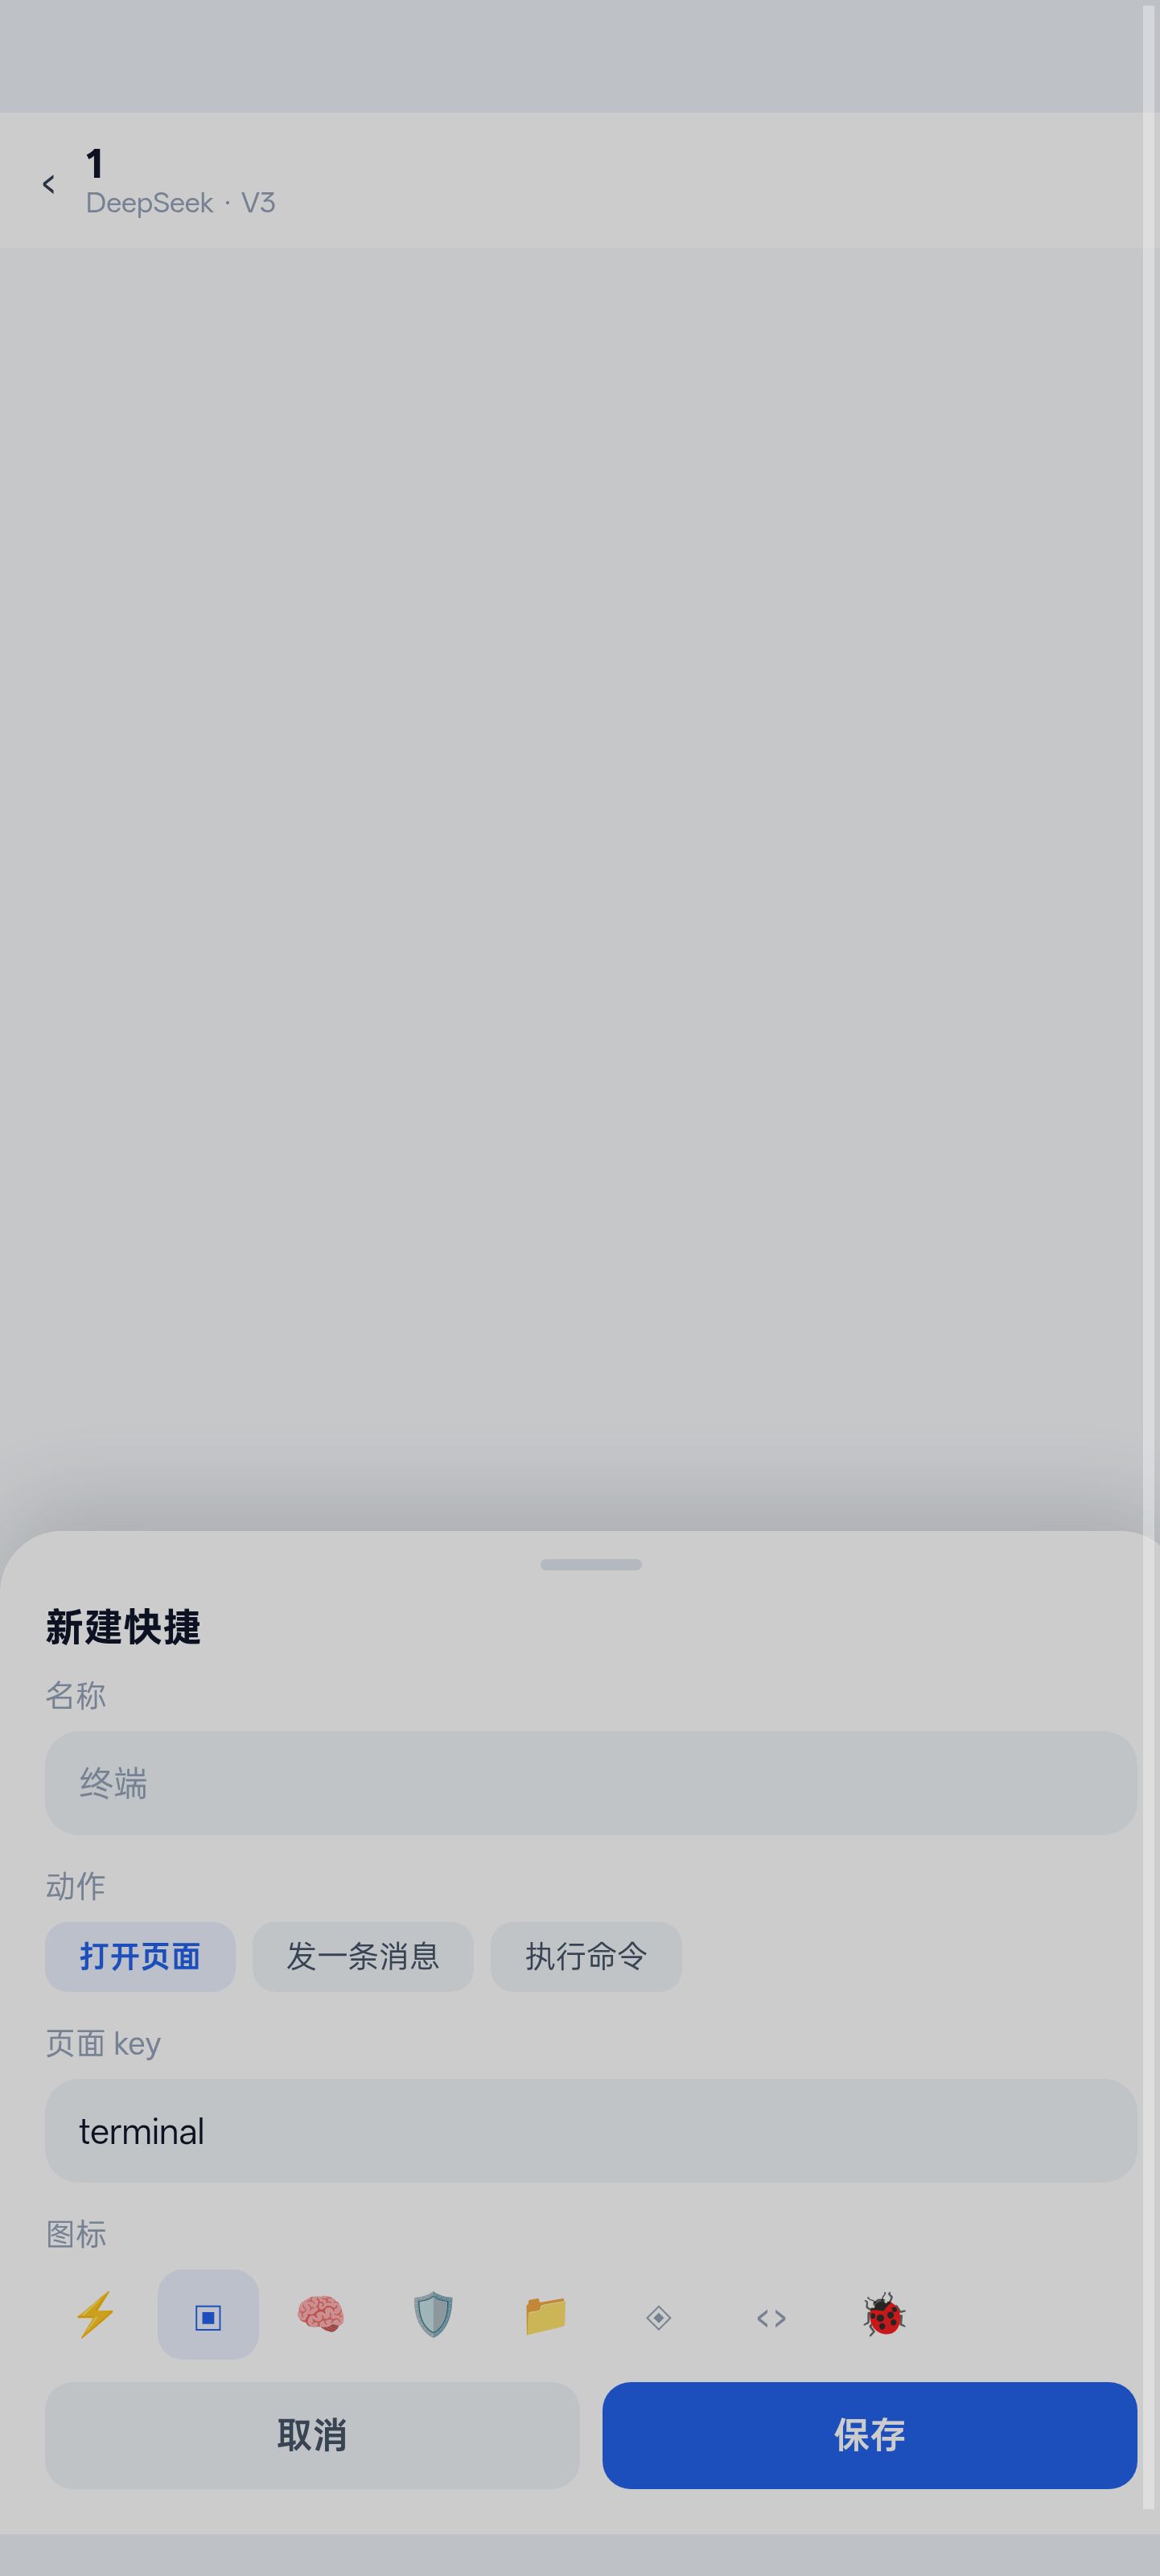 1
DeepSeek · V3
新建快捷
名称
终端
动作
打开页面 发一条消息 执行命令
页面 key
terminal
图标
取消 保存